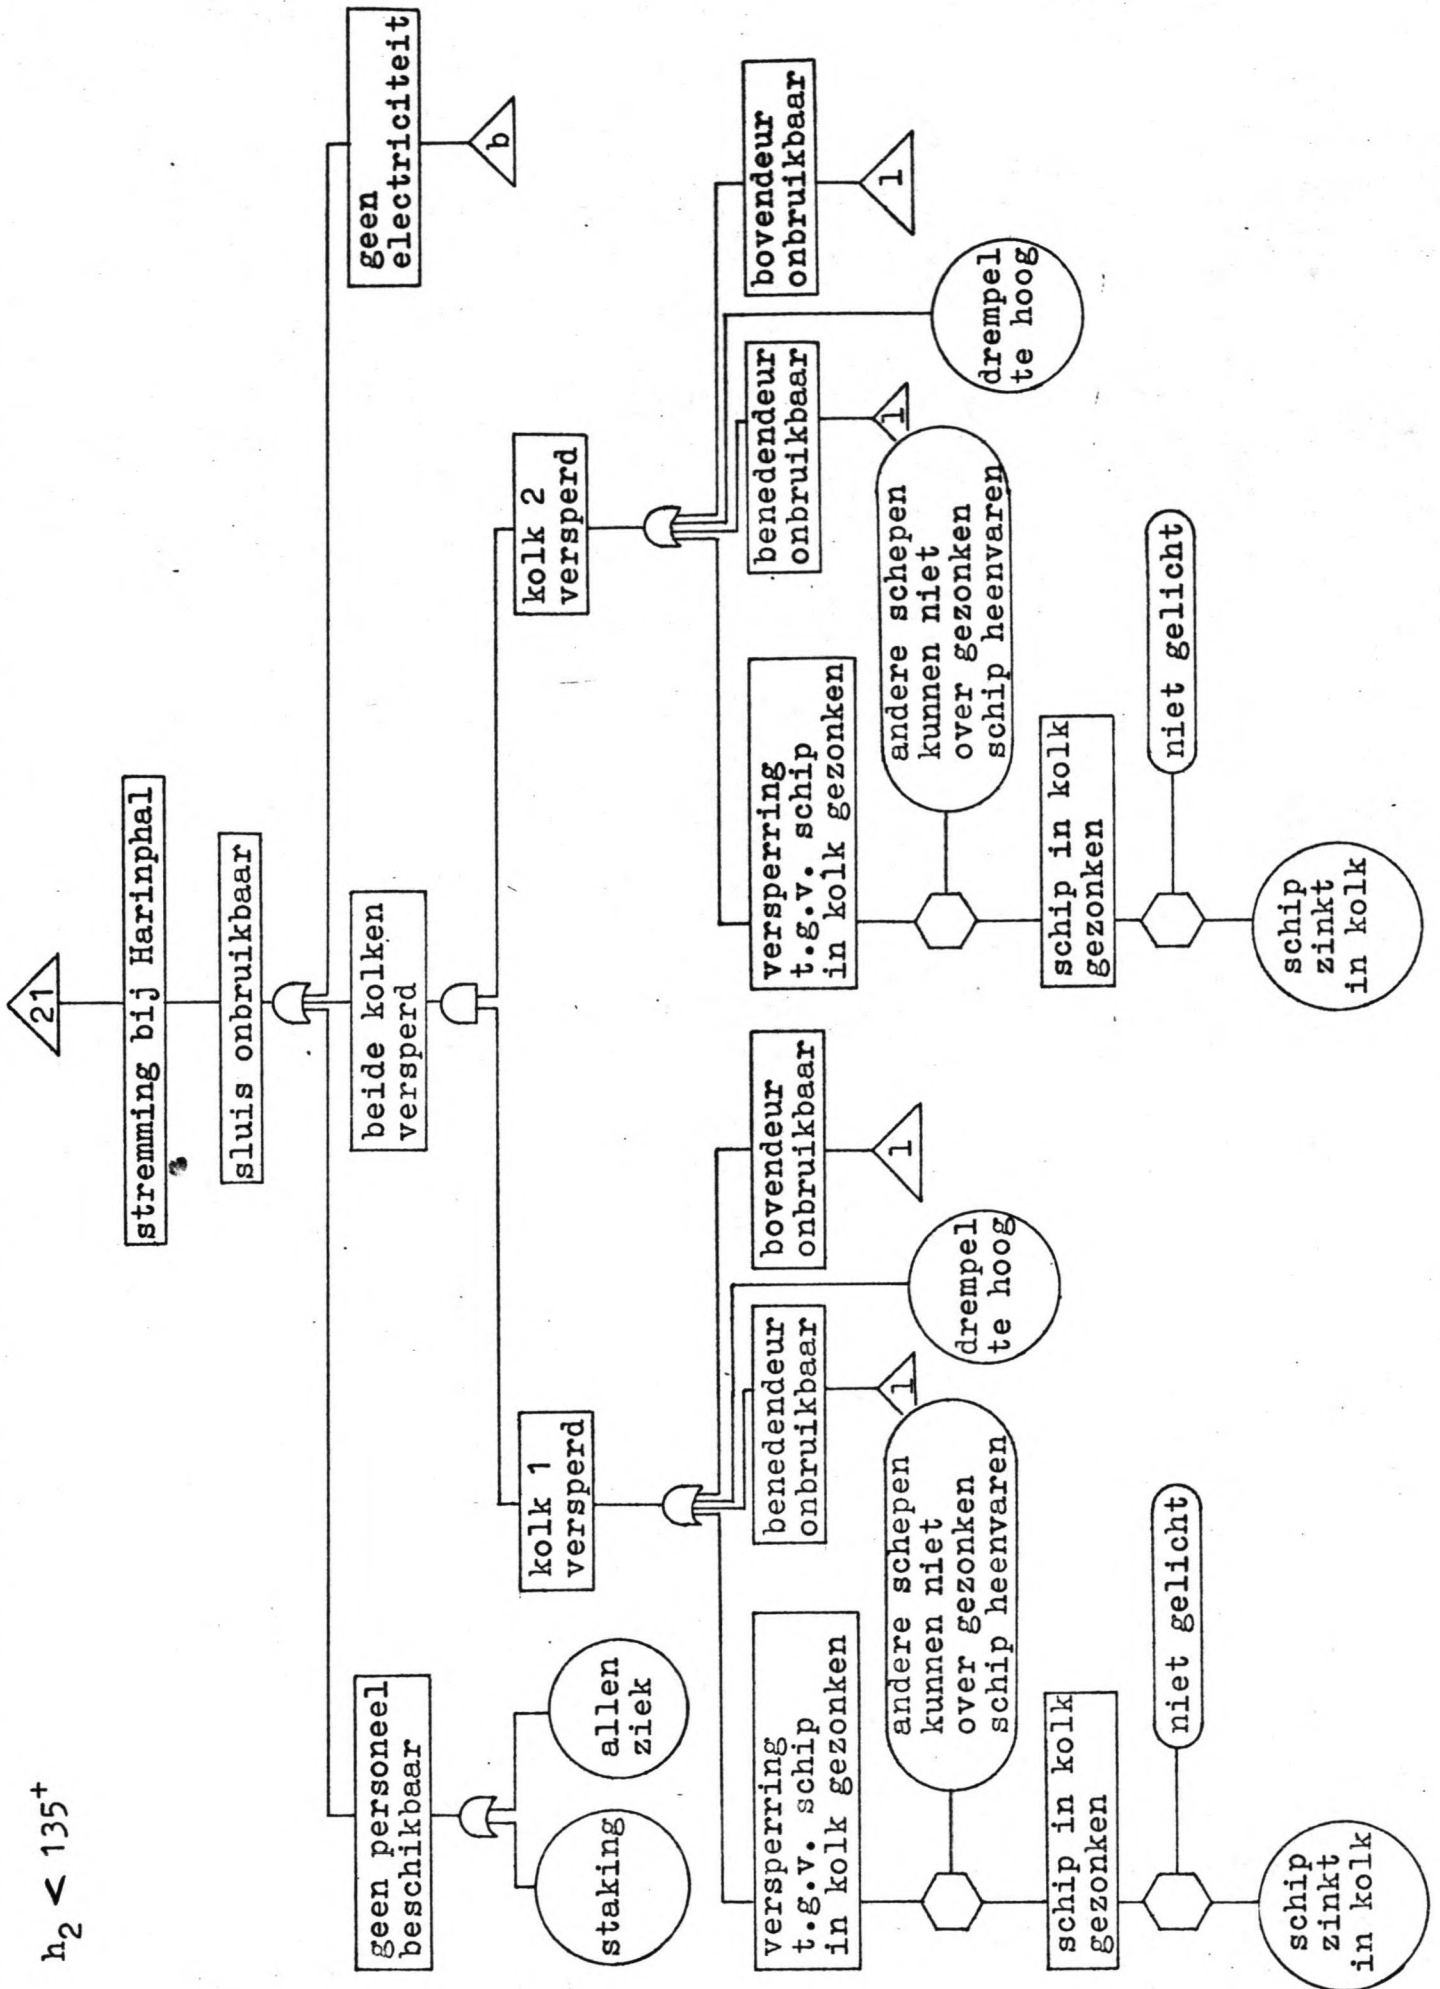 h₂ < 135⁺
21
stremming bij Harinphal
sluis onbruikbaar
geen personeel
beschikbaar
staking
allen
ziek
beide kolken
versperd
geen
electriciteit
b
kolk 1
versperd
versperring
t.g.v. schip
in kolk gezonken
benedendeur
onbruikbaar
1
drempel
te hoog
bovendeur
onbruikbaar
1
andere schepen
kunnen niet
over gezonken
schip heenvaren
schip in kolk
gezonken
niet gelicht
schip
zinkt
in kolk
kolk 2
versperd
versperring
t.g.v. schip
in kolk gezonken
benedendeur
onbruikbaar
1
drempel
te hoog
bovendeur
onbruikbaar
1
andere schepen
kunnen niet
over gezonken
schip heenvaren
schip in kolk
gezonken
niet gelicht
schip
zinkt
in kolk